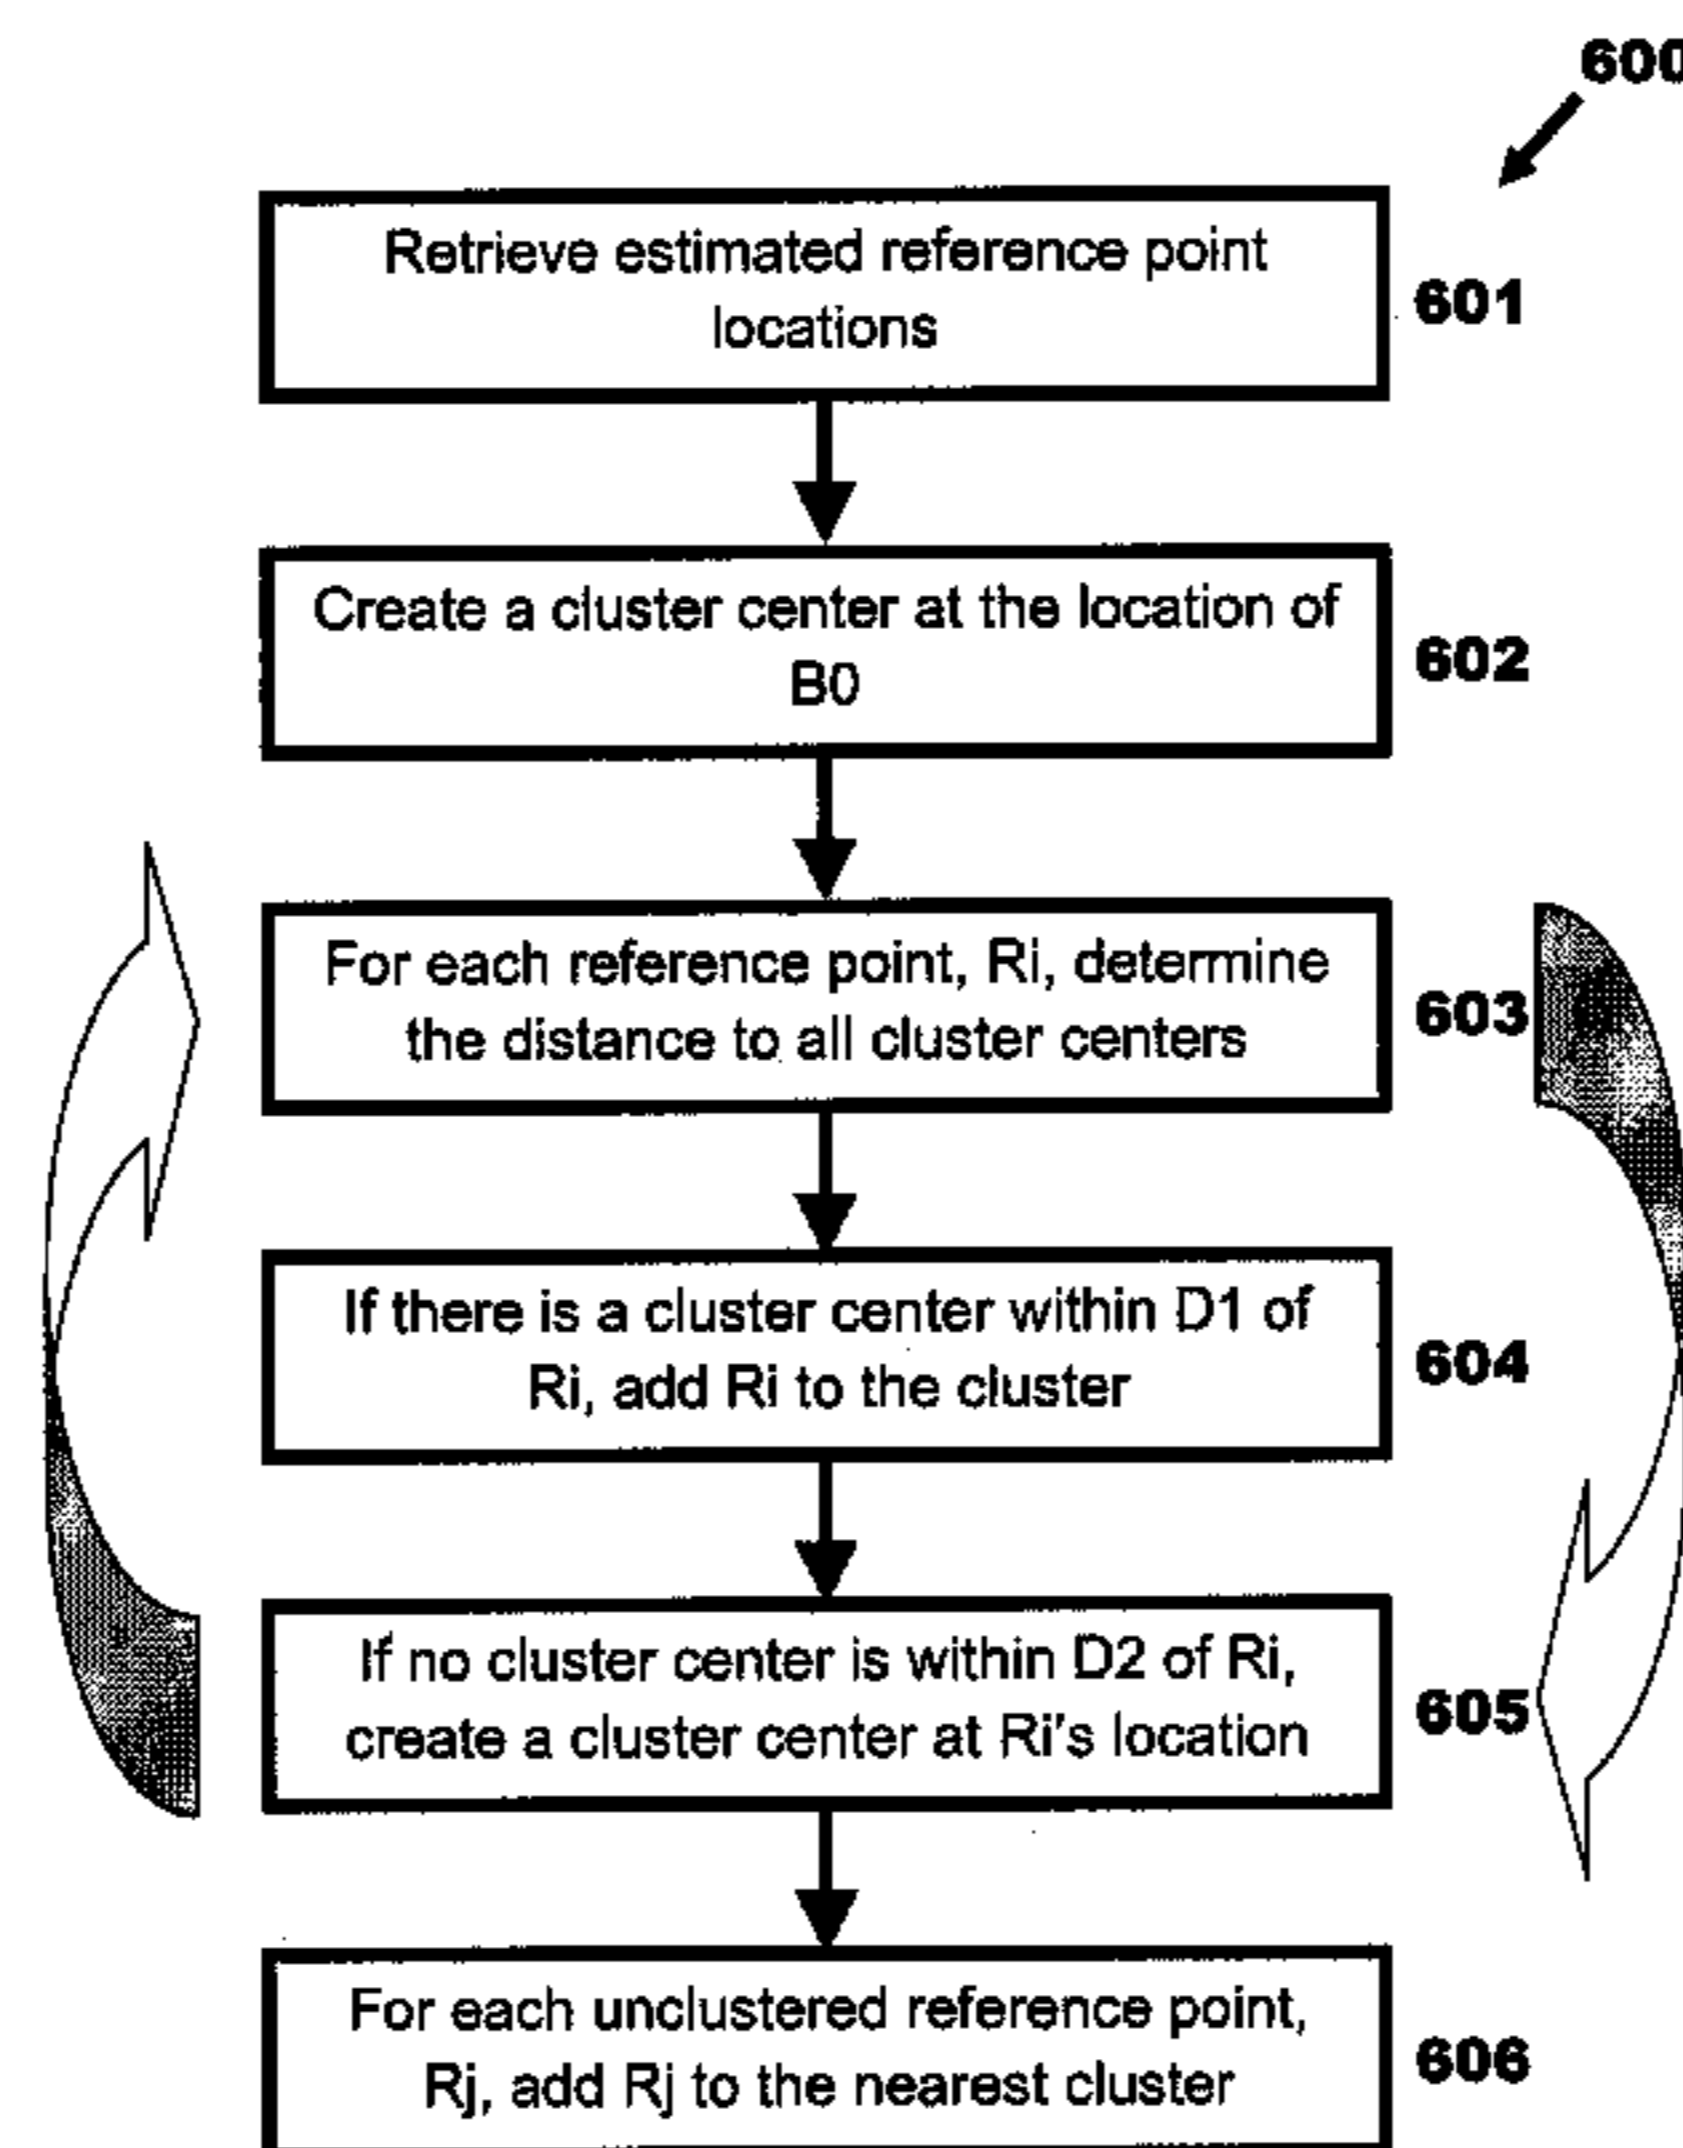 600
Retrieve estimated reference point
locations
601
Create a cluster center at the location of
B0
602
For each reference point, Ri, determine
the distance to all cluster centers
603
If there is a cluster center within D1 of
Ri, add Ri to the cluster
604
If no cluster center is within D2 of Ri,
create a cluster center at Ri's location
605
For each unclustered reference point,
Rj, add Rj to the nearest cluster
606